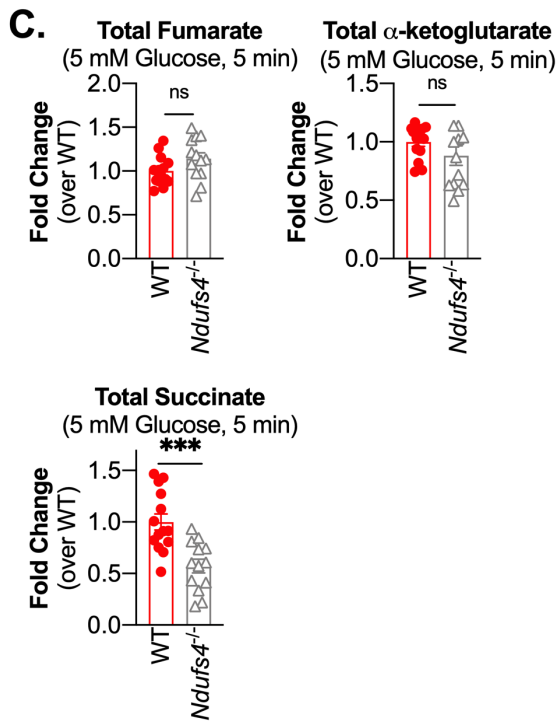 C.
Total Fumarate
(5 mM Glucose, 5 min)
Fold Change
(over WT)
2.0
1.5
1.0
0.5
0.0
ns
WT
Ndufs4-/-
Total α-ketoglutarate
(5 mM Glucose, 5 min)
Fold Change
(over WT)
1.5
1.0
0.5
0.0
ns
WT
Ndufs4-/-
Total Succinate
(5 mM Glucose, 5 min)
Fold Change
(over WT)
1.5
1.0
0.5
0.0
***
WT
Ndufs4-/-